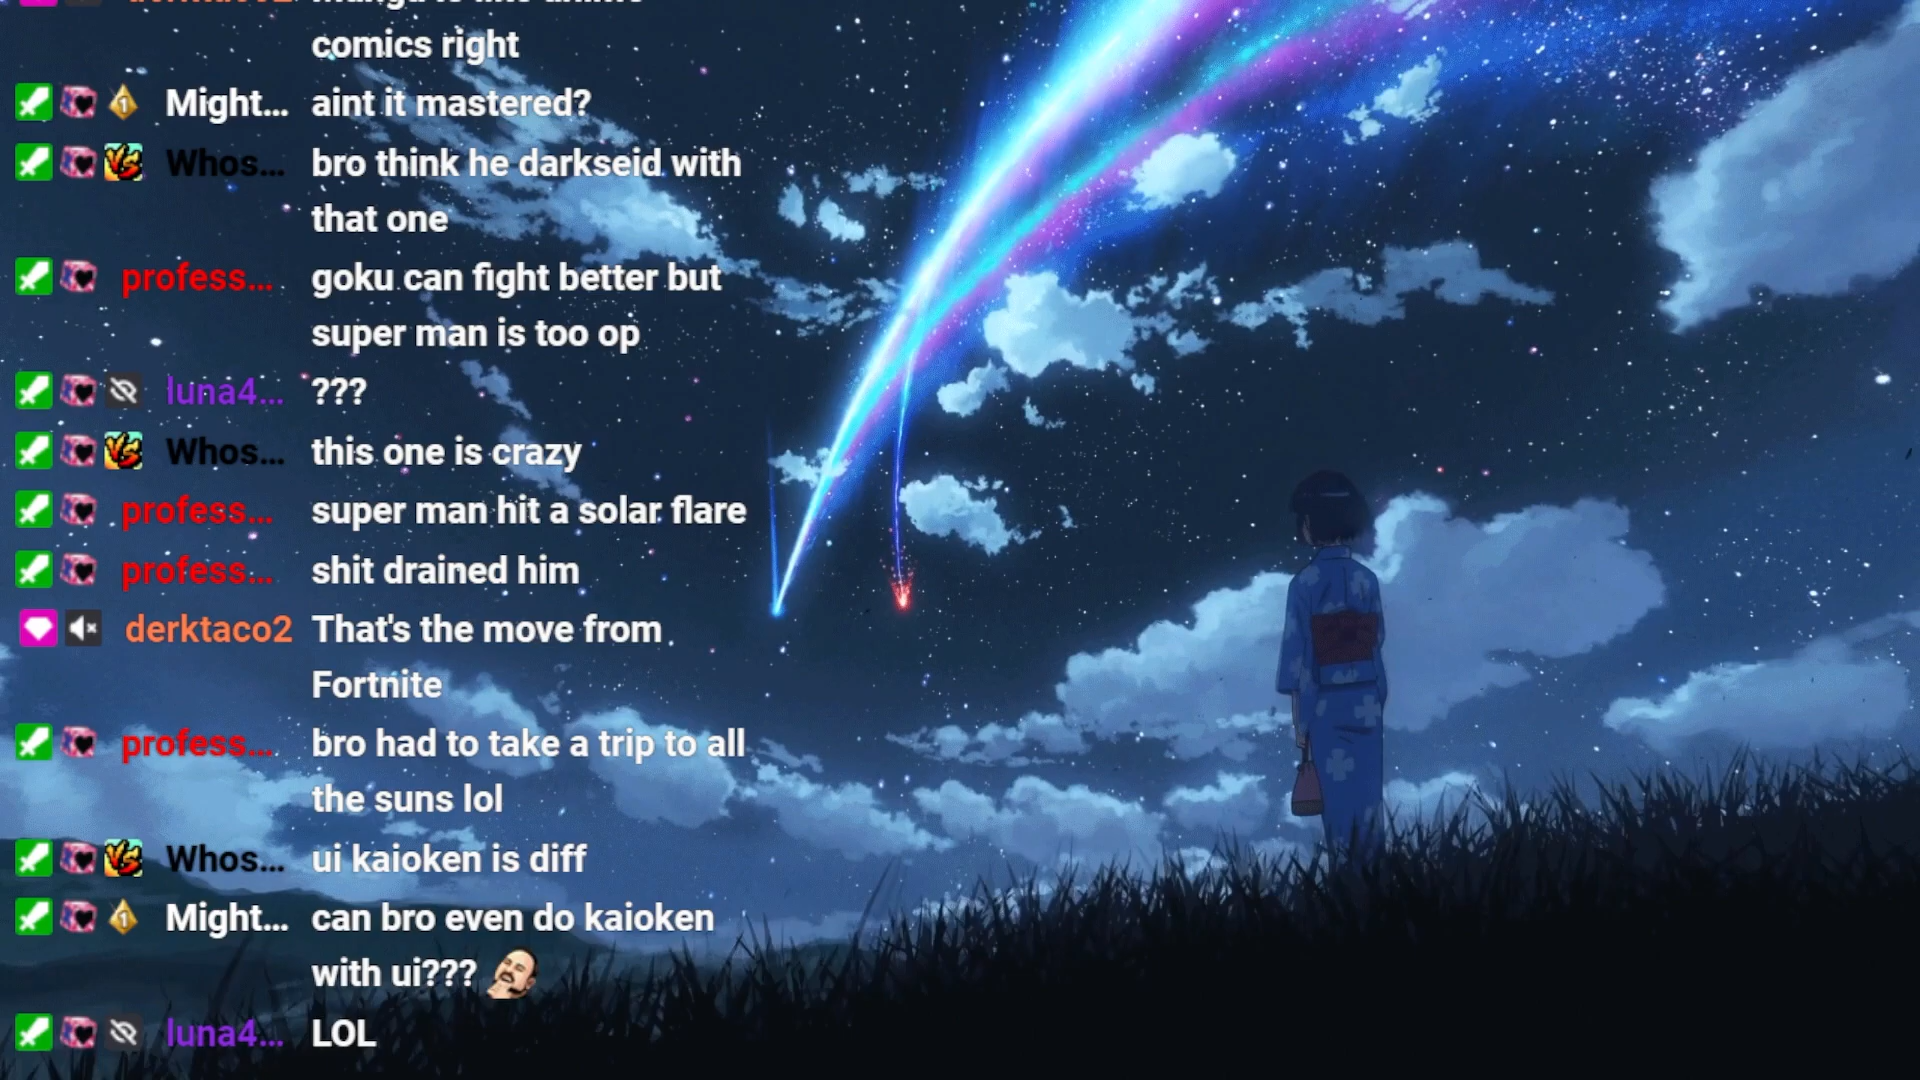 comics right
Might... aint it mastered?
Whos... bro think he darkseid with
that one
profess... goku can fight better but
super man is too op
luna4... ???
Whos... this one is crazy
profess... super man hit a solar flare
profess... shit drained him
derktaco2 That's the move from
Fortnite
profess... bro had to take a trip to all
the suns lol
Whos... ui kaioken is diff
Might... can bro even do kaioken
with ui???
luna4... LOL